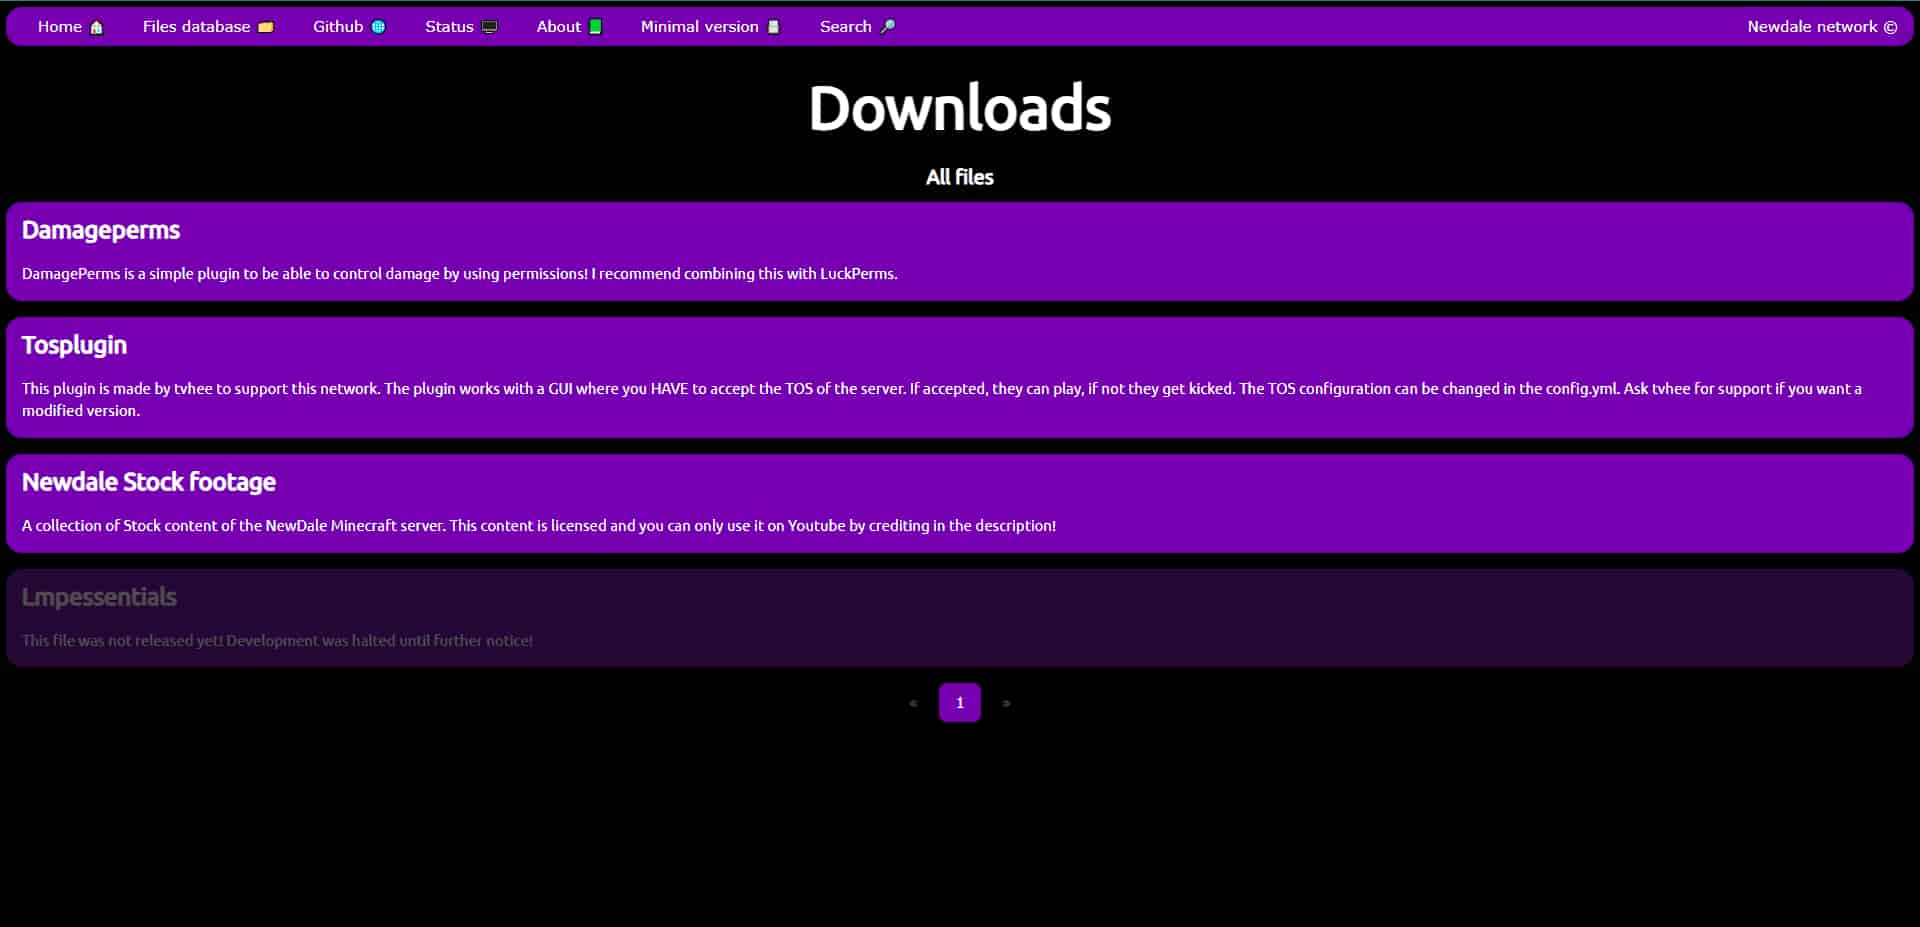 Home Files database Github Status About Minimal version Search Newdale network ©
Downloads
All files
Damageperms
DamagePerms is a simple plugin to be able to control damage by using permissions! I recommend combining this with LuckPerms.
Tosplugin
This plugin is made by tvhee to support this network. The plugin works with a GUI where you HAVE to accept the TOS of the server. If accepted, they can play, if not they get kicked. The TOS configuration can be changed in the config.yml. Ask tvhee for support if you want a
modified version.
Newdale Stock footage
A collection of Stock content of the NewDale Minecraft server. This content is licensed and you can only use it on Youtube by crediting in the description!
Lmpessentials
This file was not released yet! Development was halted until further notice!
« 1 »